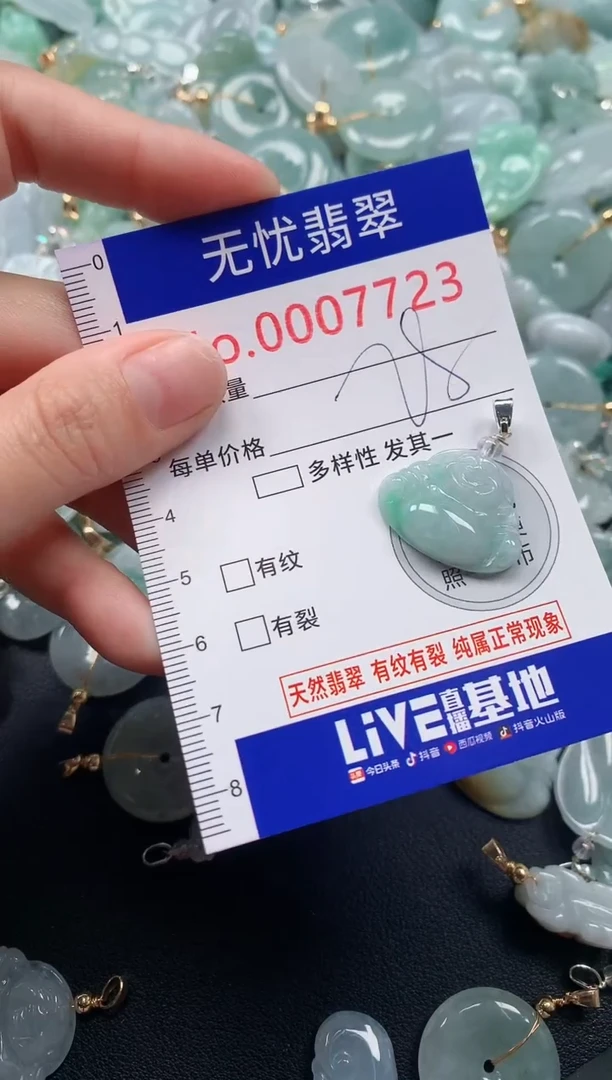 无忧翡翠
o.0007723
量
每单价格
多样性 发其一
有纹
有裂
照
天然翡翠 有纹有裂 纯属正常现象
LiVE直播基地
今日头条 抖音 西瓜视频 抖音火山版
0
1
4
5
6
7
8